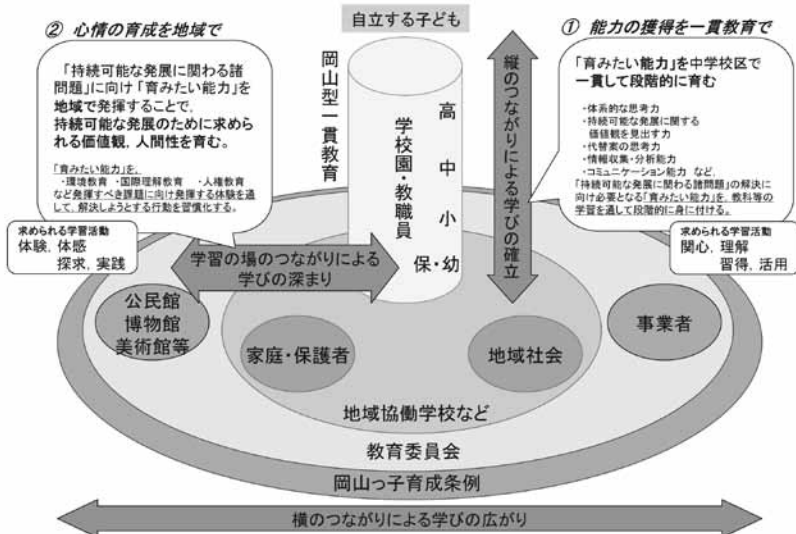 自立する子ども
② 心情の育成を地域で
「持続可能な発展に関わる諸
問題」に向け「育みたい能力」を
地域で発揮することで、
持続可能な発展のために求めら
れる価値観、人間性を育む。
「育みたい能力」を、
・環境教育 ・国際理解教育 ・人権教育
など発揮すべき課題に向け発揮する体験を通
して、解決しようとする行動を習慣化する。
求められる学習活動
体験、体感
探求、実践
① 能力の獲得を一貫教育で
「育みたい能力」を中学校区で
一貫して段階的に育む
・体系的な思考力
・持続可能な発展に関する
価値観を見出す力
・代替案の思考力
・情報収集・分析能力
・コミュニケーション能力 など、
「持続可能な発展に関わる諸問題」の解決に
向け必要となる「育みたい能力」を、教科等の
学習を通して段階的に身に付ける。
求められる学習活動
関心、理解
習得、活用
岡山型一貫教育
学校園・教職員
高
中
小
保・幼
縦のつながりによる学びの確立
学習の場のつながりによる
学びの深まり
公民館
博物館
美術館等
家庭・保護者
地域社会
事業者
地域協働学校など
教育委員会
岡山っ子育成条例
横のつながりによる学びの広がり